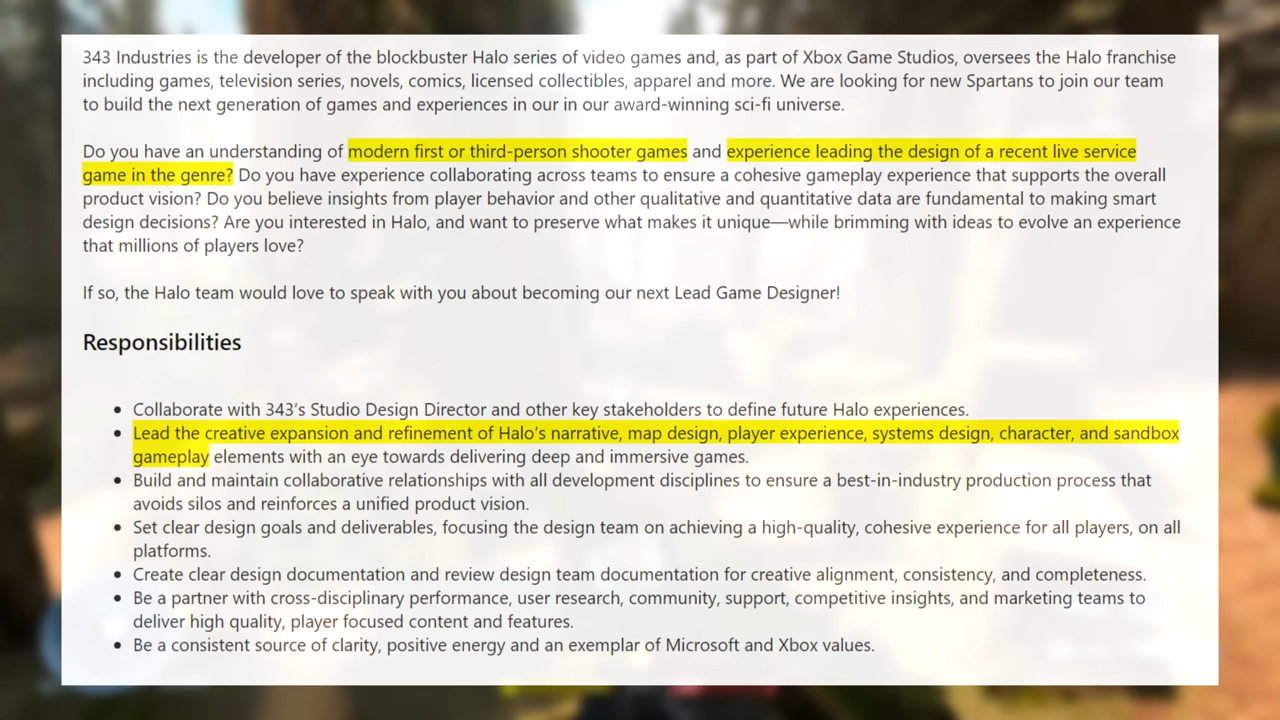 343 Industries is the developer of the blockbuster Halo series of video games and, as part of Xbox Game Studios, oversees the Halo franchise
including games, television series, novels, comics, licensed collectibles, apparel and more. We are looking for new Spartans to join our team
to build the next generation of games and experiences in our in our award-winning sci-fi universe.
Do you have an understanding of modern first or third-person shooter games and experience leading the design of a recent live service
game in the genre? Do you have experience collaborating across teams to ensure a cohesive gameplay experience that supports the overall
product vision? Do you believe insights from player behavior and other qualitative and quantitative data are fundamental to making smart
design decisions? Are you interested in Halo, and want to preserve what makes it unique—while brimming with ideas to evolve an experience
that millions of players love?
If so, the Halo team would love to speak with you about becoming our next Lead Game Designer!
Responsibilities
• Collaborate with 343's Studio Design Director and other key stakeholders to define future Halo experiences.
• Lead the creative expansion and refinement of Halo's narrative, map design, player experience, systems design, character, and sandbox
gameplay elements with an eye towards delivering deep and immersive games.
• Build and maintain collaborative relationships with all development disciplines to ensure a best-in-industry production process that
avoids silos and reinforces a unified product vision.
• Set clear design goals and deliverables, focusing the design team on achieving a high-quality, cohesive experience for all players, on all
platforms.
• Create clear design documentation and review design team documentation for creative alignment, consistency, and completeness.
• Be a partner with cross-disciplinary performance, user research, community, support, competitive insights, and marketing teams to
deliver high quality, player focused content and features.
• Be a consistent source of clarity, positive energy and an exemplar of Microsoft and Xbox values.